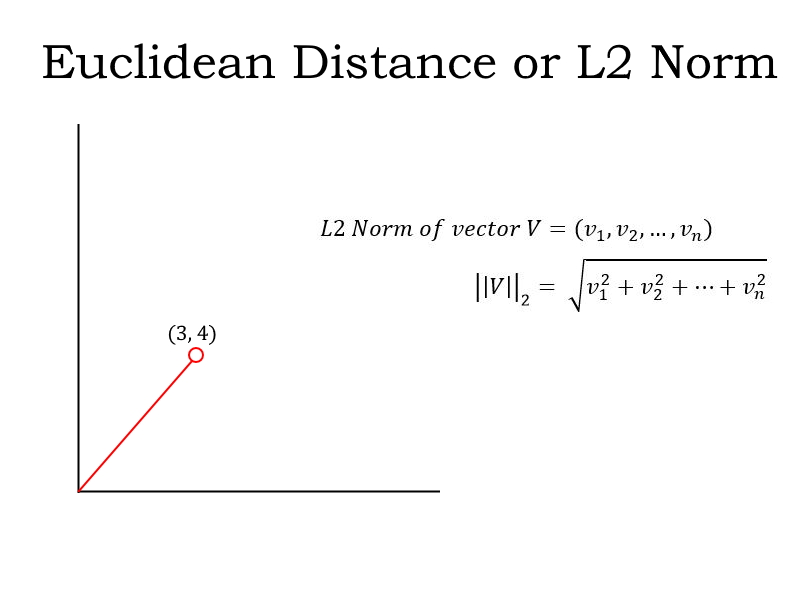 Euclidean Distance or L2 Norm
L2 Norm of vector V = (v₁, v₂, …, vₙ)
||V||₂ = √(v₁² + v₂² + ⋯ + vₙ²)
(3, 4)